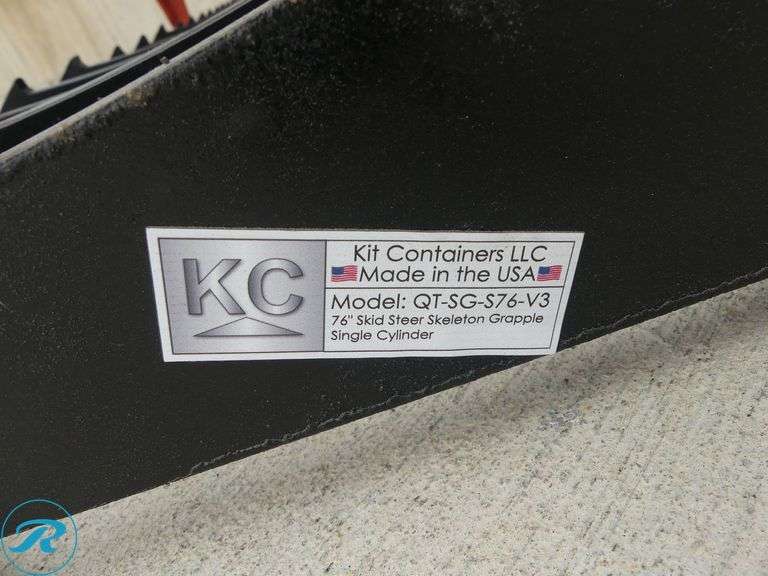 KC
Kit Containers LLC
Made in the USA
Model: QT-SG-S76-V3
76" Skid Steer Skeleton Grapple
Single Cylinder
R